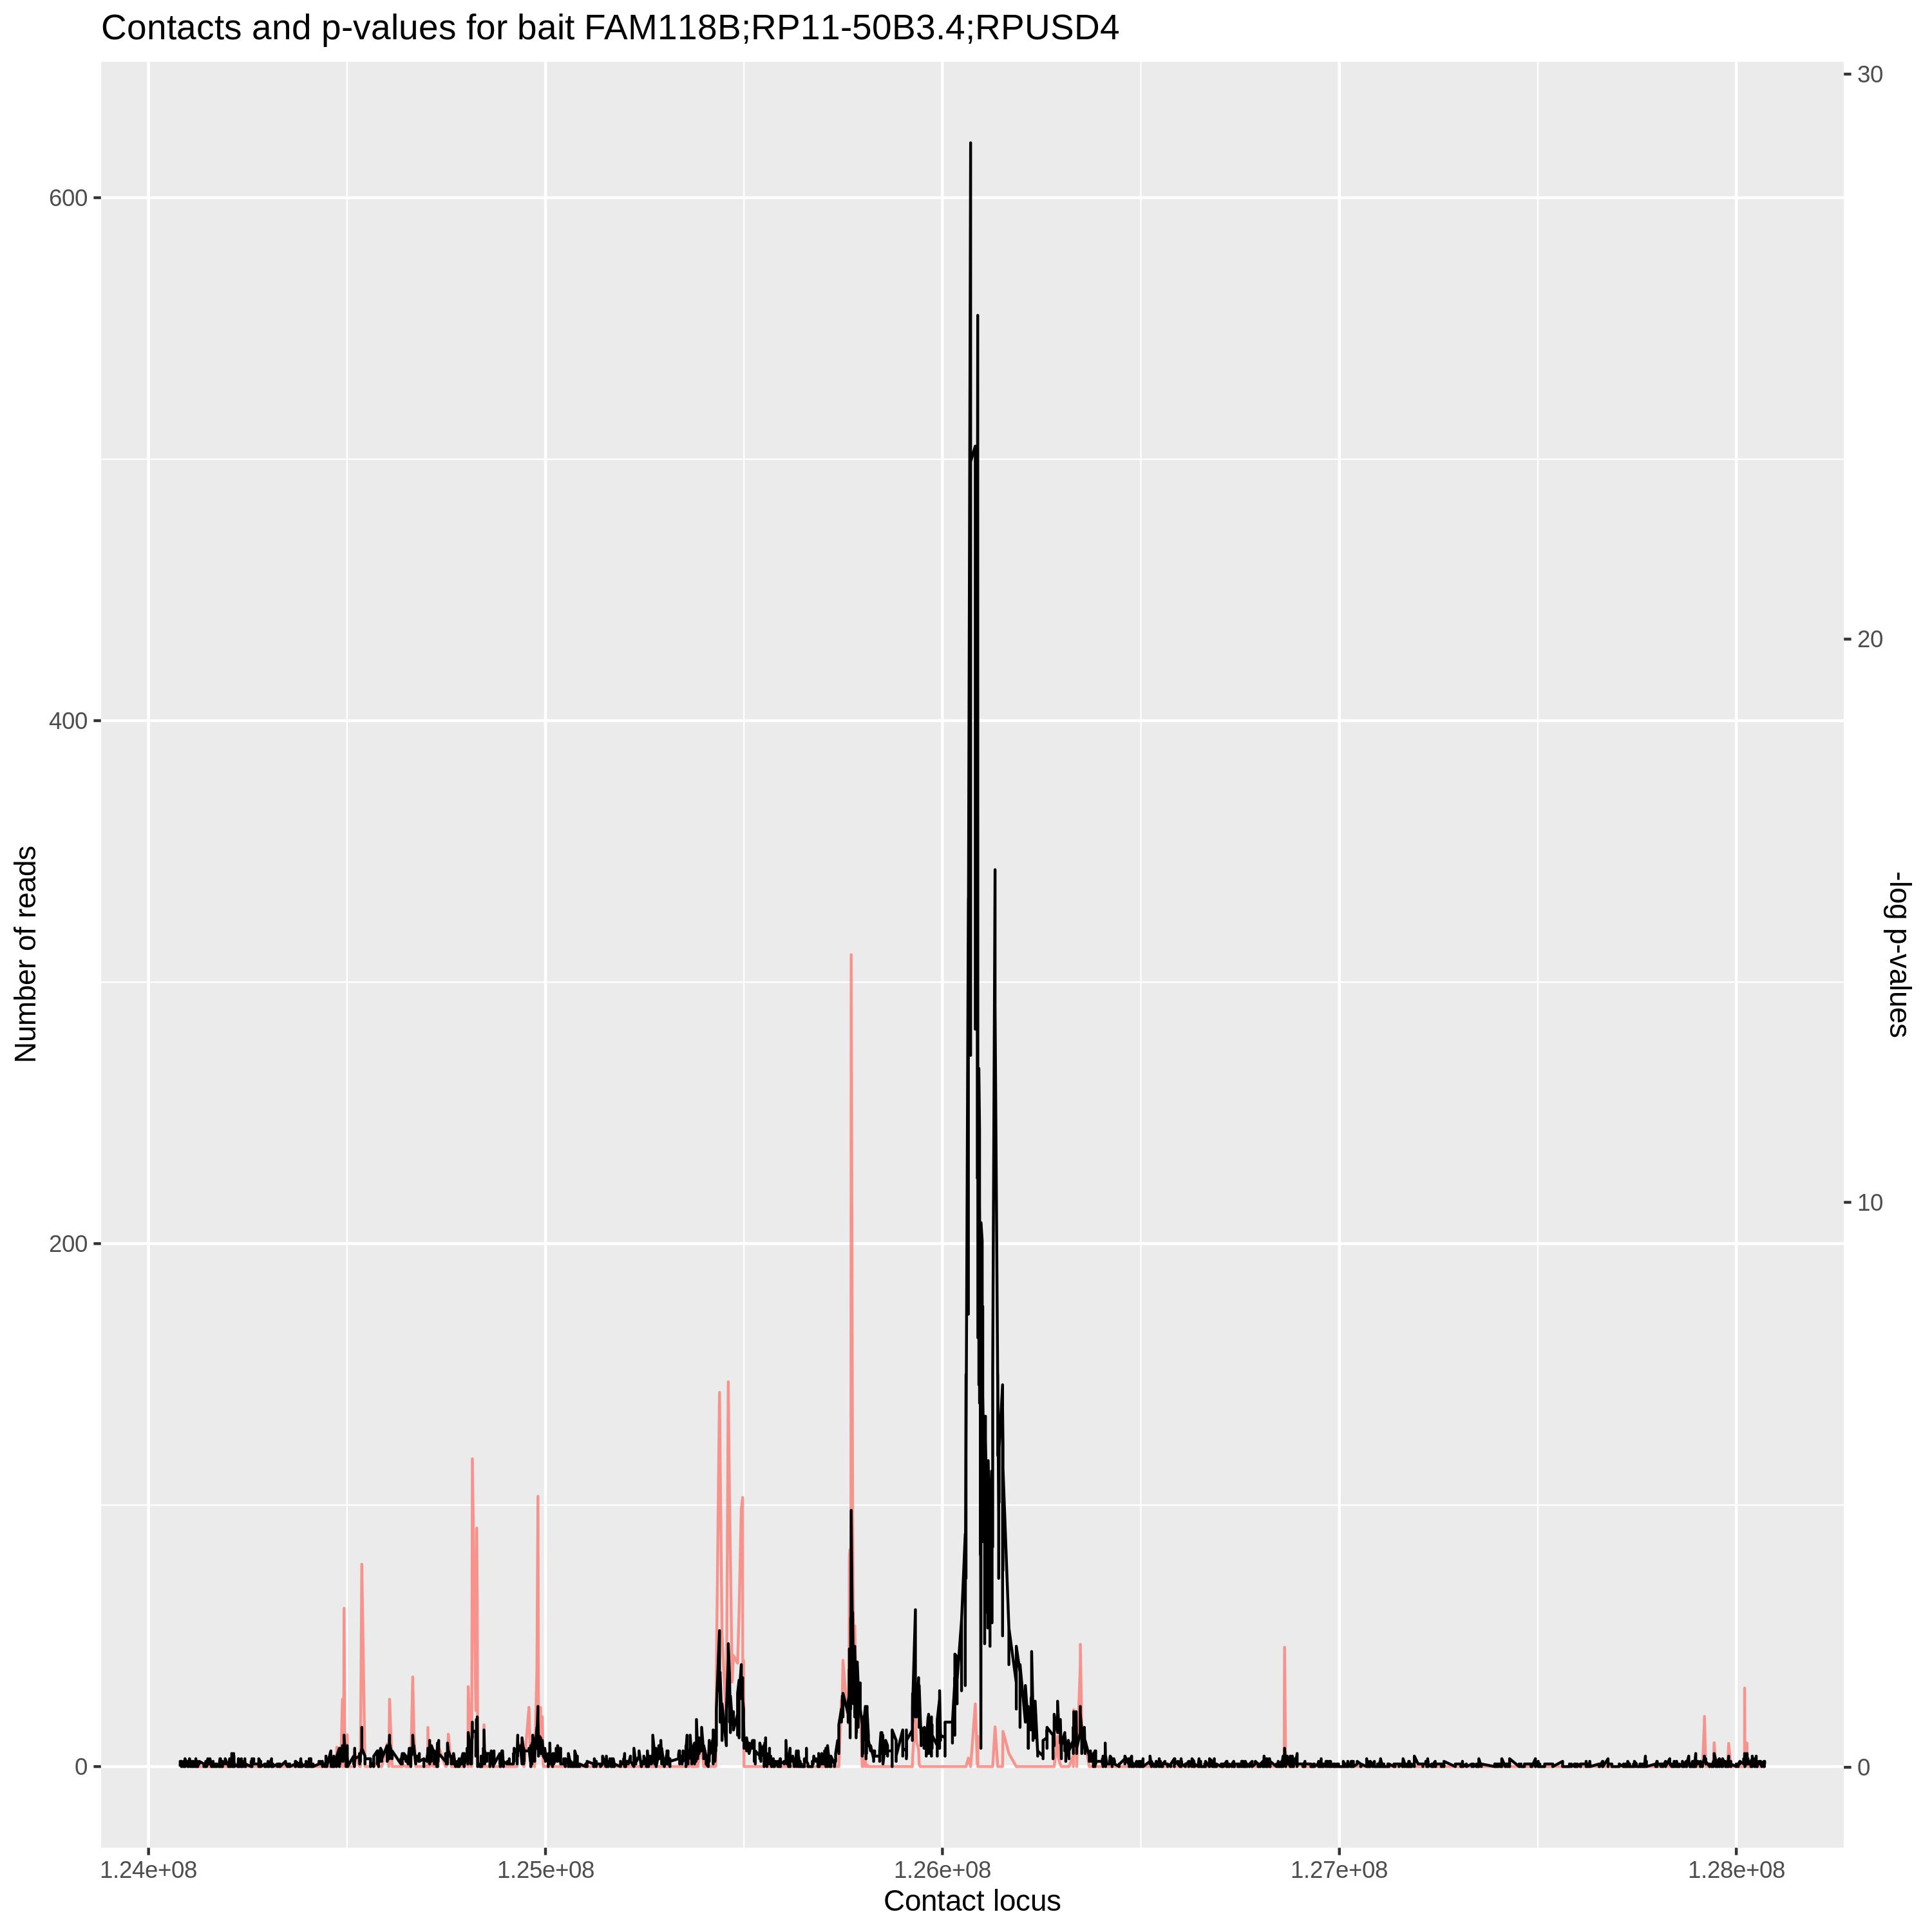 Contacts and p-values for bait FAM118B;RP11-50B3.4;RPUSD4
600
400
200
0
Number of reads
30
20
10
0
-log p-values
1.24e+08
1.25e+08
1.26e+08
1.27e+08
1.28e+08
Contact locus